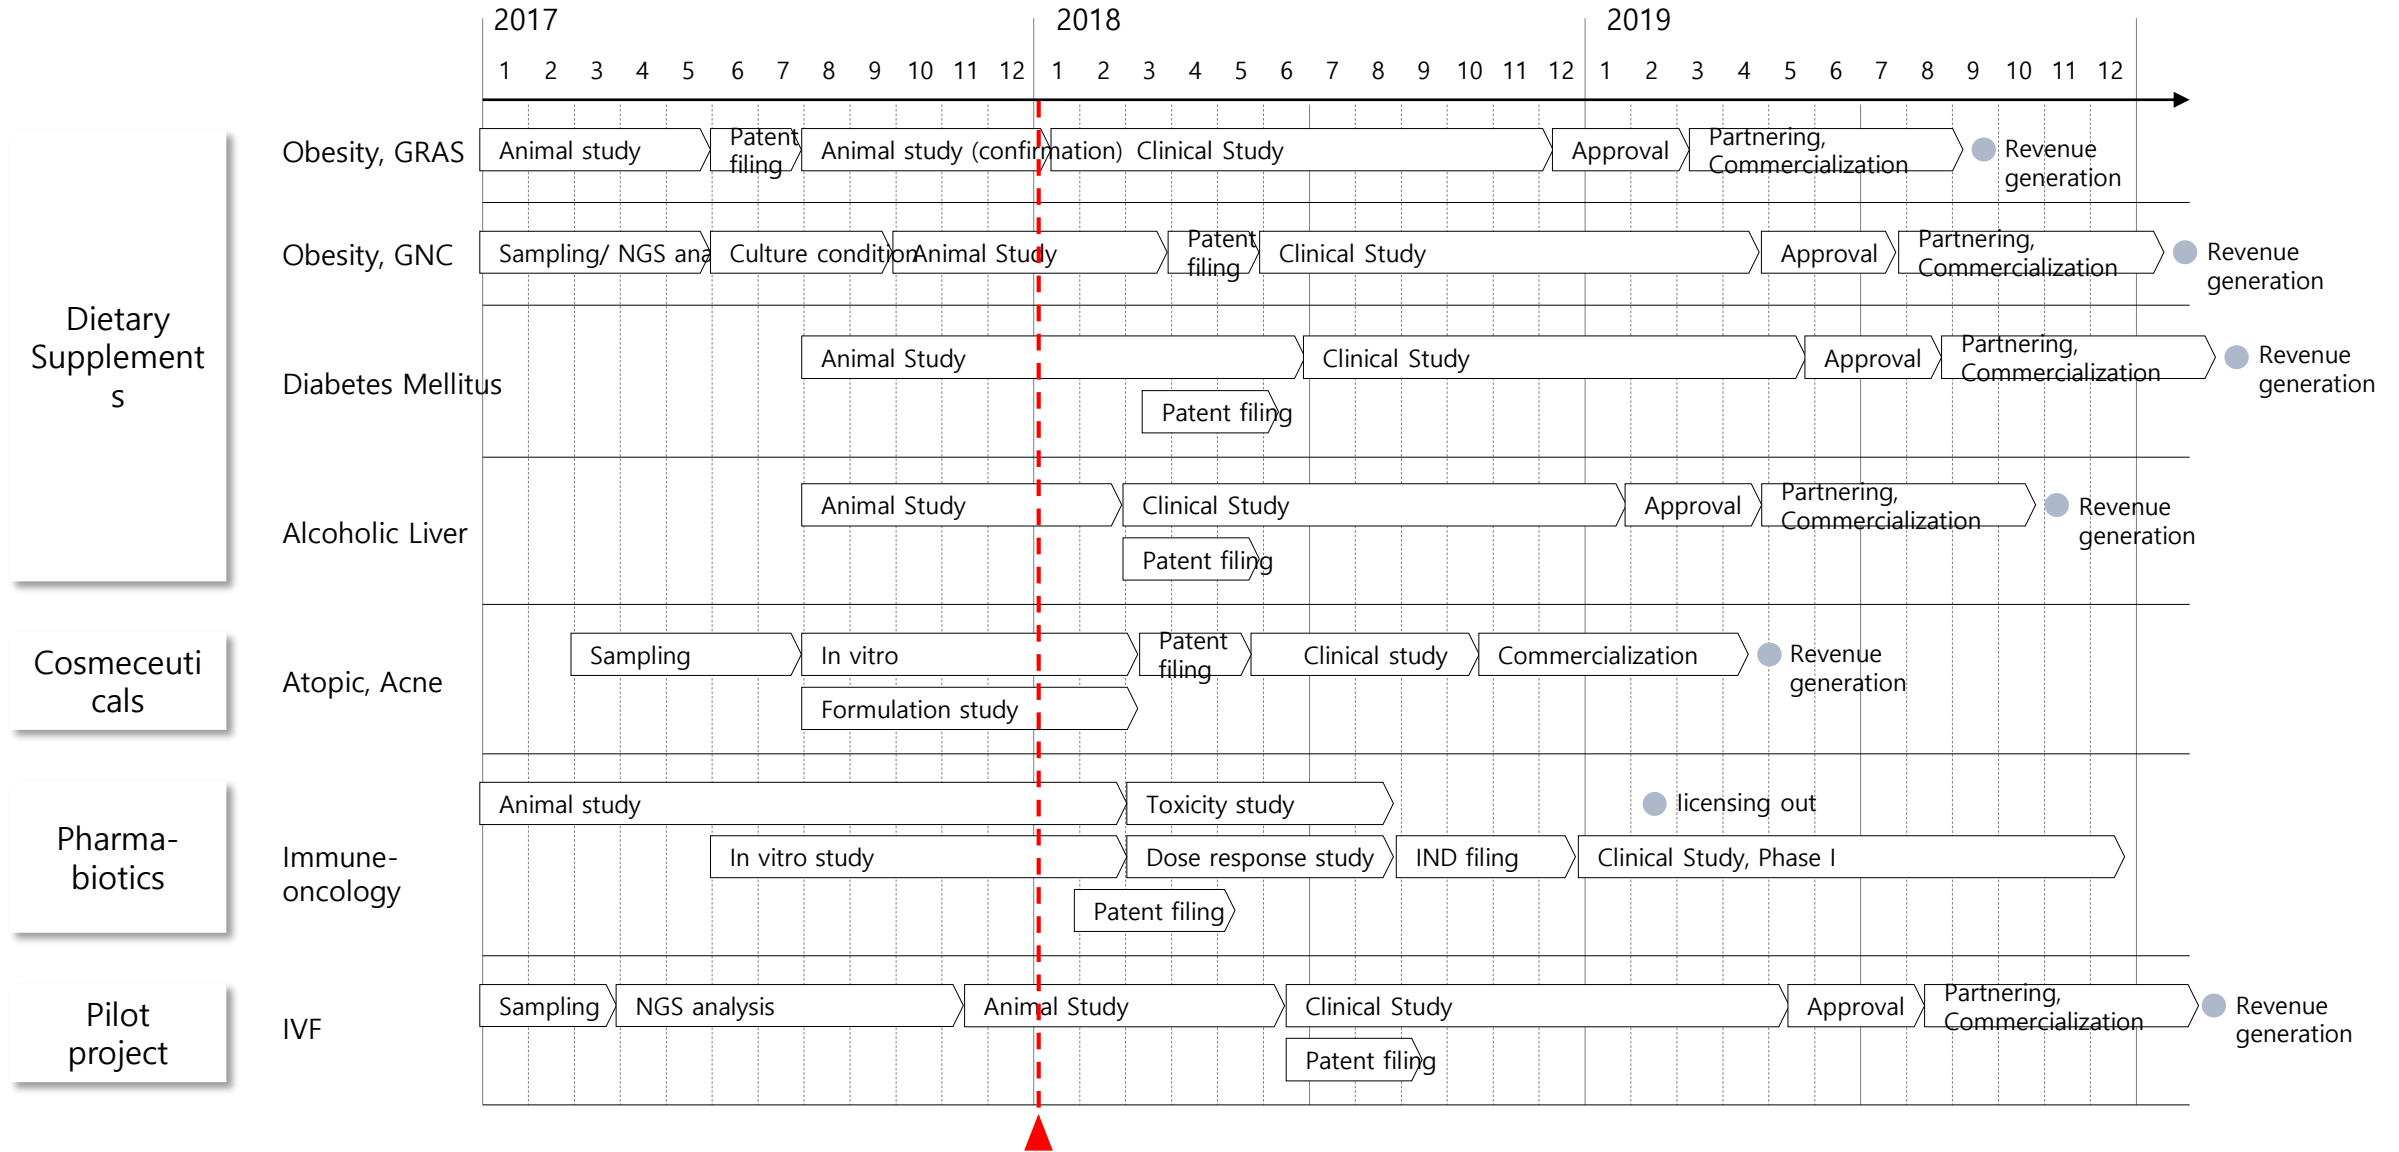 2017 2018 2019
1 2 3 4 5 6 7 8 9 10 11 12 1 2 3 4 5 6 7 8 9 10 11 12 1 2 3 4 5 6 7 8 9 10 11 12
Dietary
Supplement
s
Obesity, GRAS
Animal study
Patent
filing
Animal study (confirmation)
Clinical Study
Approval
Partnering,
Commercialization
Revenue
generation
Obesity, GNC
Sampling/ NGS ana
Culture condition
Animal Study
Patent
filing
Clinical Study
Approval
Partnering,
Commercialization
Revenue
generation
Diabetes Mellitus
Animal Study
Clinical Study
Approval
Partnering,
Commercialization
Revenue
generation
Patent filing
Alcoholic Liver
Animal Study
Clinical Study
Approval
Partnering,
Commercialization
Revenue
generation
Patent filing
Cosmeceuti
cals
Atopic, Acne
Sampling
In vitro
Patent
filing
Clinical study
Commercialization
Revenue
generation
Formulation study
Pharma-
biotics
Immune-
oncology
Animal study
Toxicity study
licensing out
In vitro study
Dose response study
IND filing
Clinical Study, Phase I
Patent filing
Pilot
project
IVF
Sampling
NGS analysis
Animal Study
Clinical Study
Approval
Partnering,
Commercialization
Revenue
generation
Patent filing